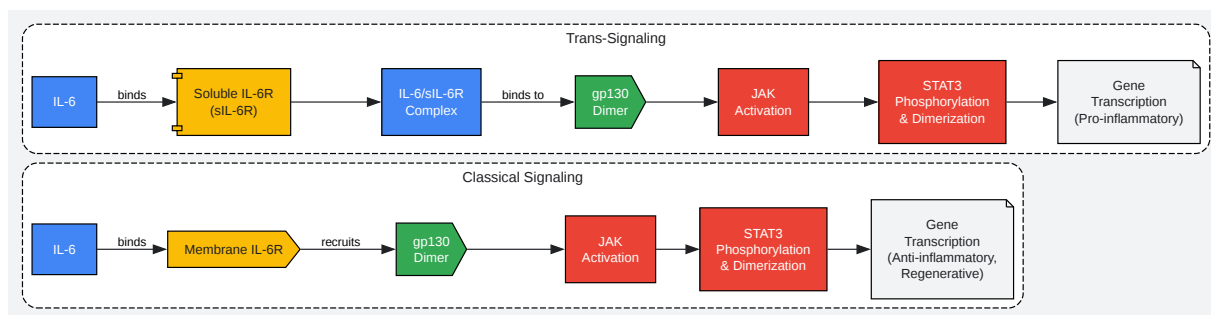 Trans-Signaling
IL-6
binds
Soluble IL-6R
(sIL-6R)
IL-6/sIL-6R
Complex
binds to
gp130
Dimer
JAK
Activation
STAT3
Phosphorylation
& Dimerization
Gene
Transcription
(Pro-inflammatory)
Classical Signaling
IL-6
binds
Membrane IL-6R
recruits
gp130
Dimer
JAK
Activation
STAT3
Phosphorylation
& Dimerization
Gene
Transcription
(Anti-inflammatory,
Regenerative)